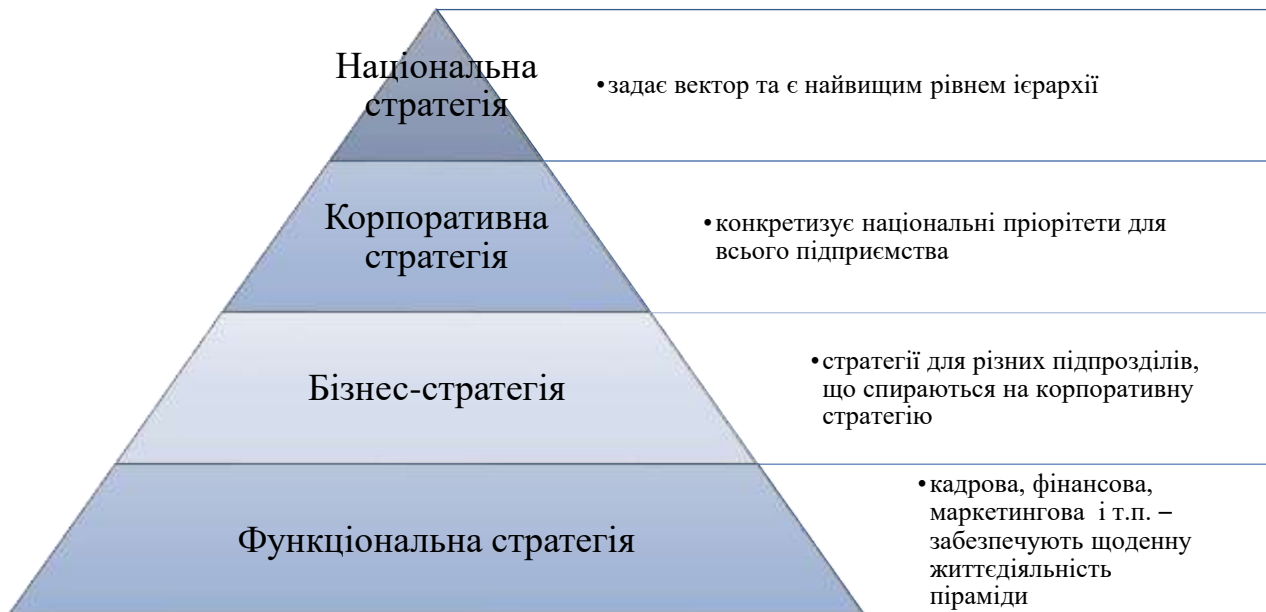 Національна
стратегія
•задає вектор та є найвищим рівнем ієрархії
Корпоративна
стратегія
•конкретизує національні пріорітети для
всього підприємства
Бізнес-стратегія
•стратегії для різних підпрозділів,
що спираються на корпоративну
стратегію
Функціональна стратегія
•кадрова, фінансова,
маркетингова і т.п. –
забезпечують щоденну
життєдіяльність
піраміди